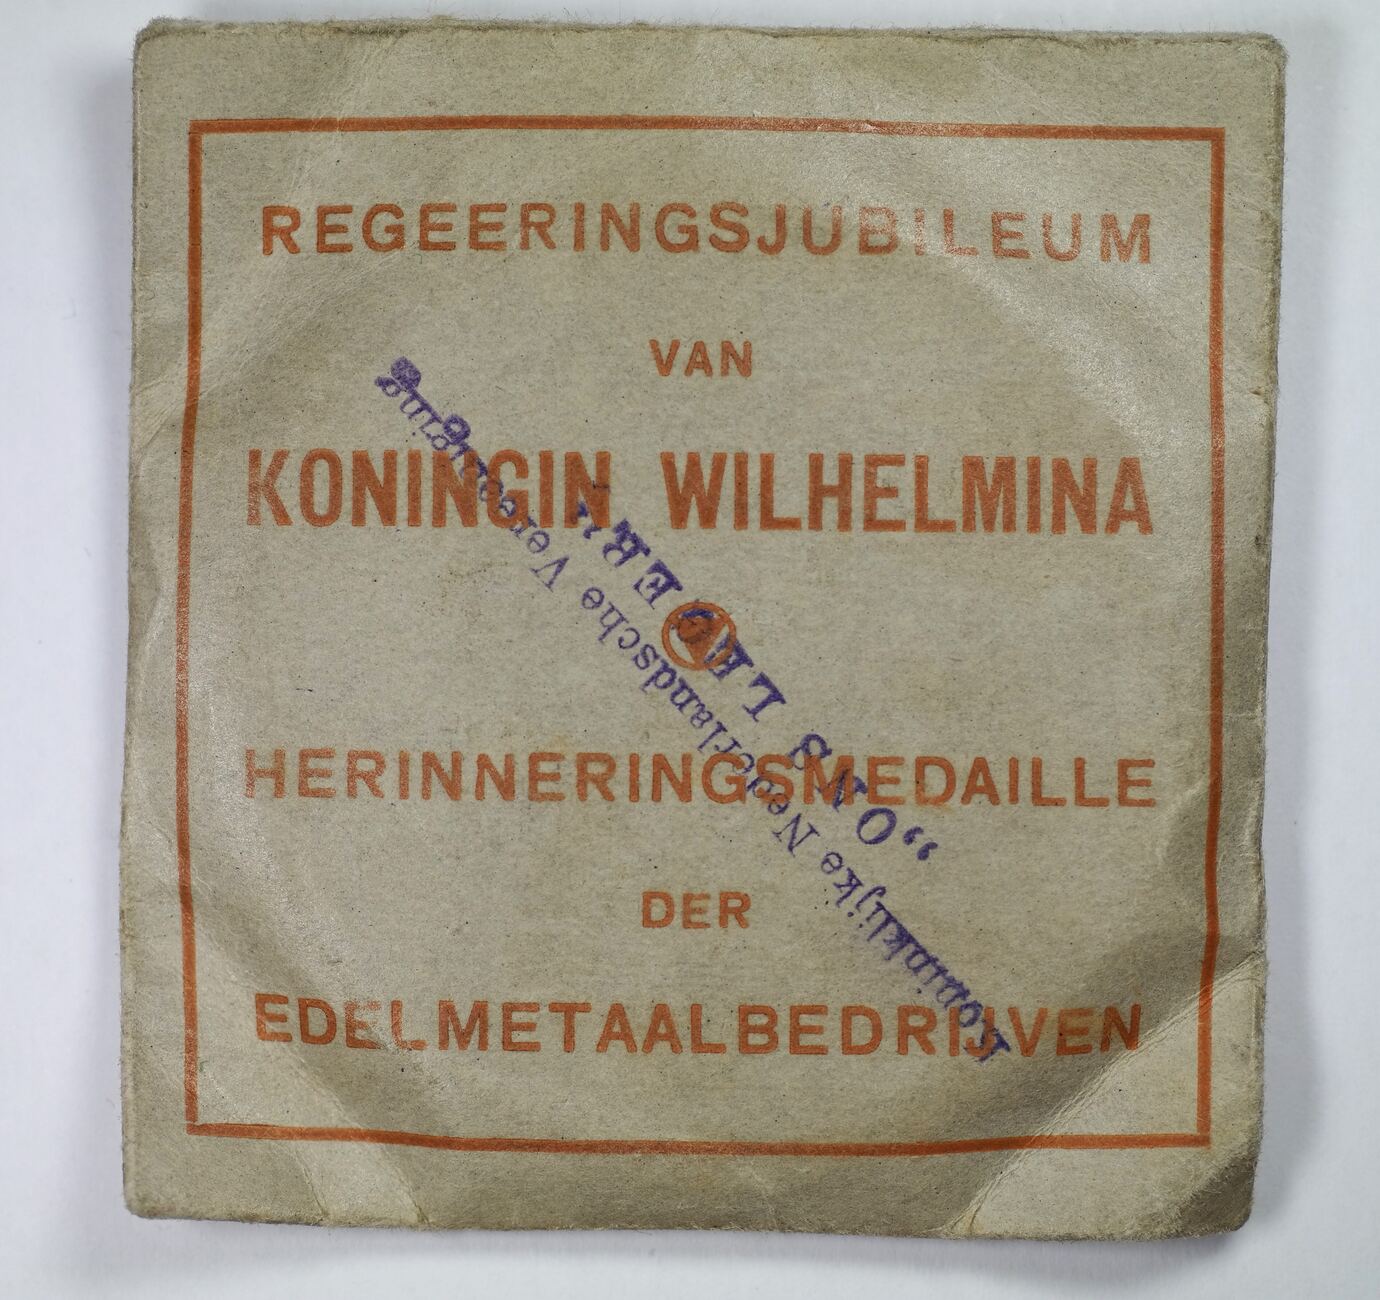 REGEERINGSJUBILEUM
VAN
KONINGIN WILHELMINA
HERINNERINGSMEDAILLE
DER
EDELMETAALBEDRIJVEN
Koninklijke Nederlandsche Vereeniging
„ONS LEGER”